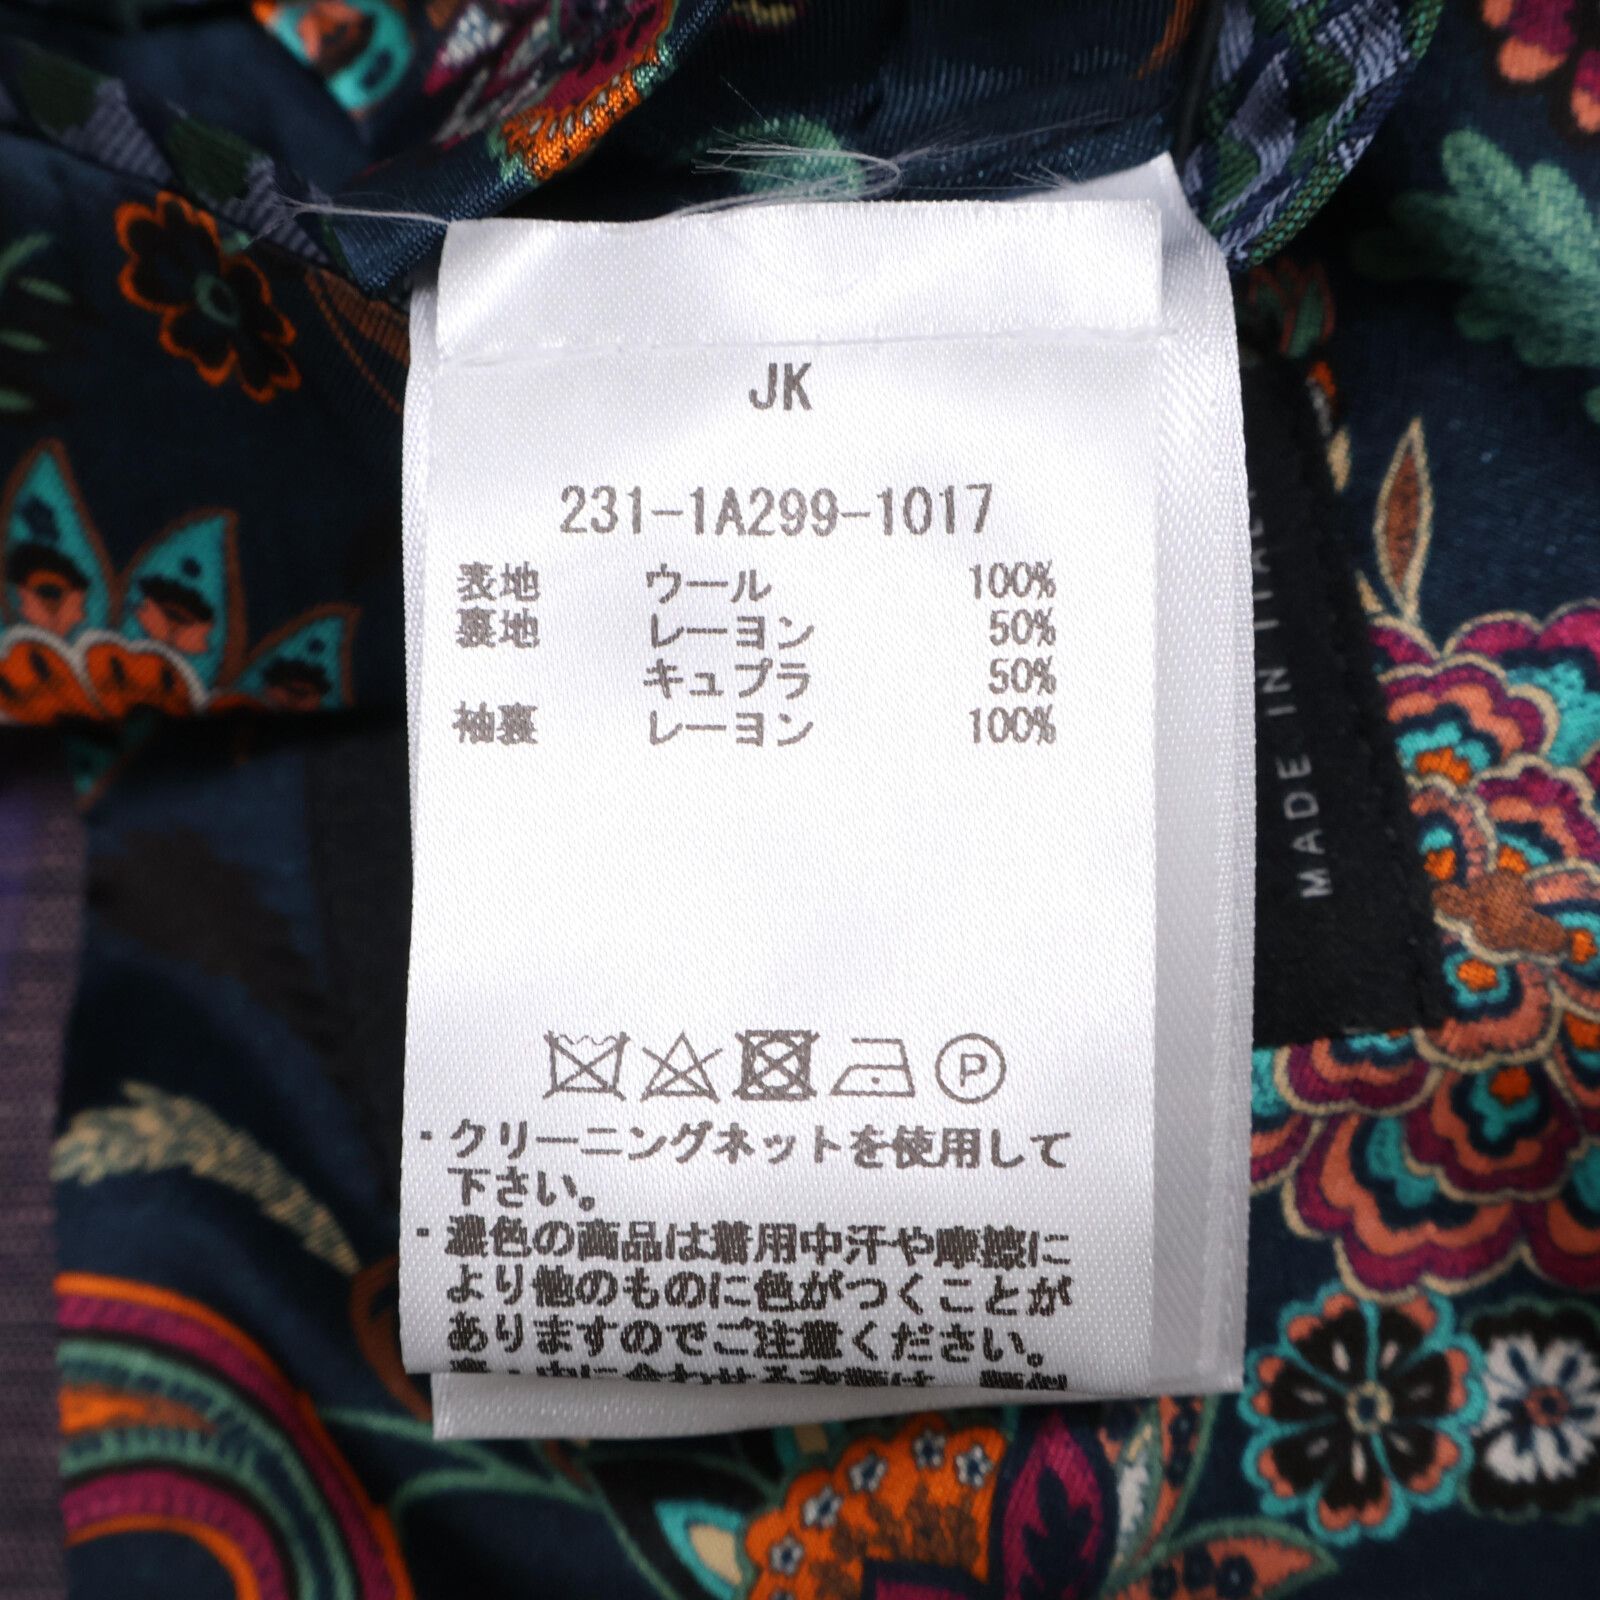 JK
231-1A299-1017
表地 ウール 100%
裏地 レーヨン 50%
キュプラ 50%
袖裏 レーヨン 100%
P
・クリーニングネットを使用して
下さい。
・濃色の商品は着用中汗や摩擦に
より他のものに色がつくことが
ありますのでご注意ください。
MADE IN ITA